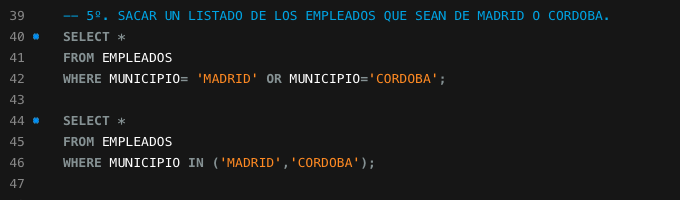 39 -- 5º. SACAR UN LISTADO DE LOS EMPLEADOS QUE SEAN DE MADRID O CORDOBA.
40 SELECT *
41 FROM EMPLEADOS
42 WHERE MUNICIPIO= 'MADRID' OR MUNICIPIO='CORDOBA';
43
44 SELECT *
45 FROM EMPLEADOS
46 WHERE MUNICIPIO IN ('MADRID','CORDOBA');
47